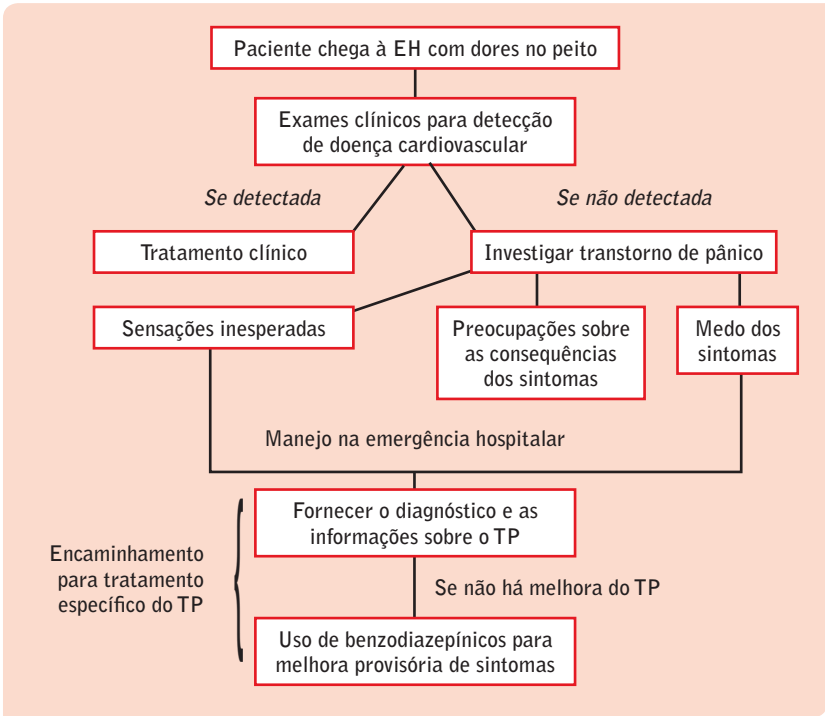 Paciente chega à EH com dores no peito
Exames clínicos para detecção
de doença cardiovascular
Se detectada
Se não detectada
Tratamento clínico
Investigar transtorno de pânico
Sensações inesperadas
Preocupações sobre
as consequências
dos sintomas
Medo dos
sintomas
Manejo na emergência hospitalar
Fornecer o diagnóstico e as
informações sobre o TP
Encaminhamento
para tratamento
específico do TP
Se não há melhora do TP
Uso de benzodiazepínicos para
melhora provisória de sintomas